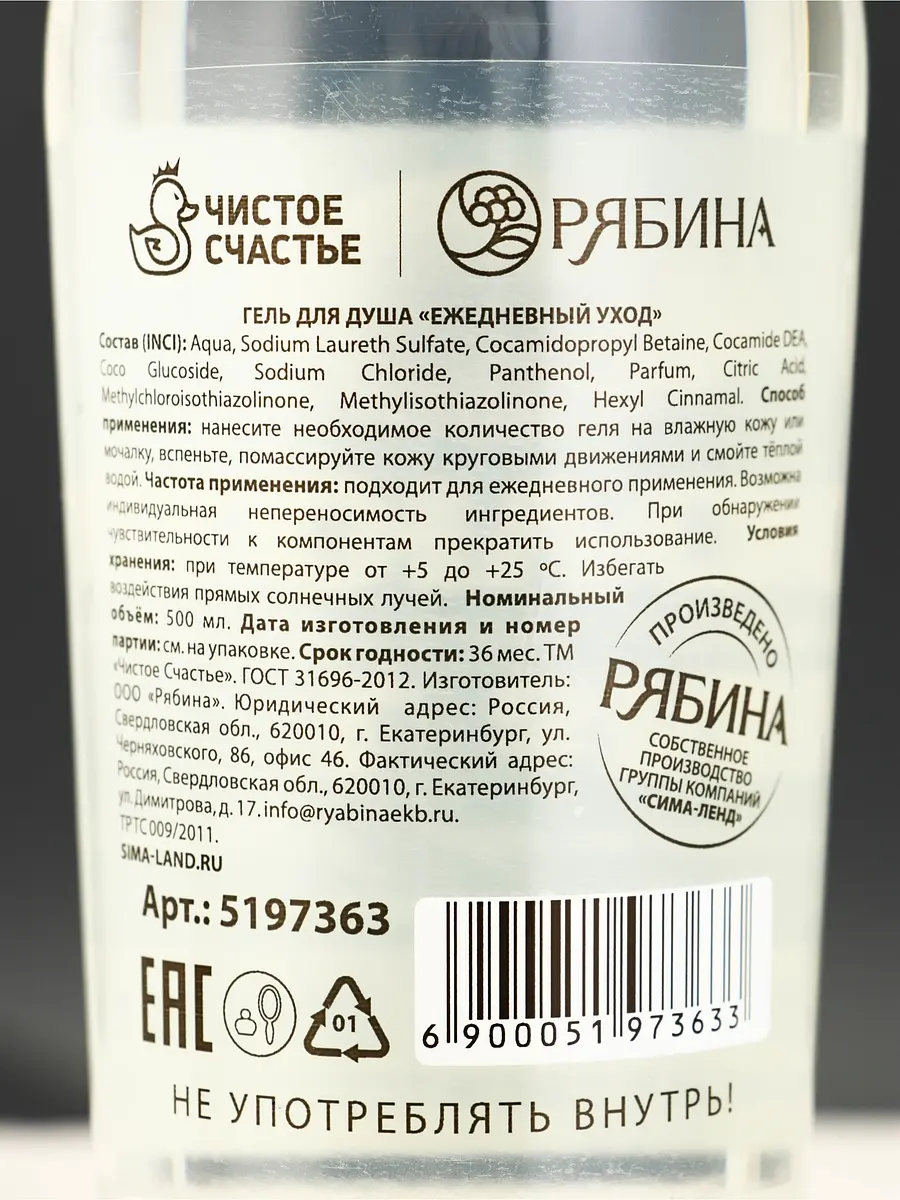 ЧИСТОЕ
СЧАСТЬЕ
РЯБИНА
ГЕЛЬ ДЛЯ ДУША «ЕЖЕДНЕВНЫЙ УХОД»
Состав (INCI): Aqua, Sodium Laureth Sulfate, Cocamidopropyl Betaine, Cocamide DEA,
Coco Glucoside, Sodium Chloride, Panthenol, Parfum, Citric Acid,
Methylchloroisothiazolinone, Methylisothiazolinone, Hexyl Cinnamal. Способ
применения: нанесите необходимое количество геля на влажную кожу или
мочалку, вспеньте, помассируйте кожу круговыми движениями и смойте тёплой
водой. Частота применения: подходит для ежедневного применения. Возможна
индивидуальная непереносимость ингредиентов. При обнаружении
чувствительности к компонентам прекратить использование. Условия
хранения: при температуре от +5 до +25 ºС. Избегать
воздействия прямых солнечных лучей. Номинальный
объём: 500 мл. Дата изготовления и номер
партии: см. на упаковке. Срок годности: 36 мес. ТМ
«Чистое Счастье». ГОСТ 31696-2012. Изготовитель:
ООО «Рябина». Юридический адрес: Россия,
Свердловская обл., 620010, г. Екатеринбург, ул.
Черняховского, 86, офис 46. Фактический адрес:
Россия, Свердловская обл., 620010, г. Екатеринбург,
ул. Димитрова, д. 17. info@ryabinaekb.ru.
ТР ТС 009/2011.
SIMA-LAND.RU
ПРОИЗВЕДЕНО
РЯБИНА
СОБСТВЕННОЕ
ПРОИЗВОДСТВО
ГРУППЫ КОМПАНИЙ
«СИМА-ЛЕНД»
Арт.: 5197363
EAC
01
6 900051 973633
НЕ УПОТРЕБЛЯТЬ ВНУТРЬ!